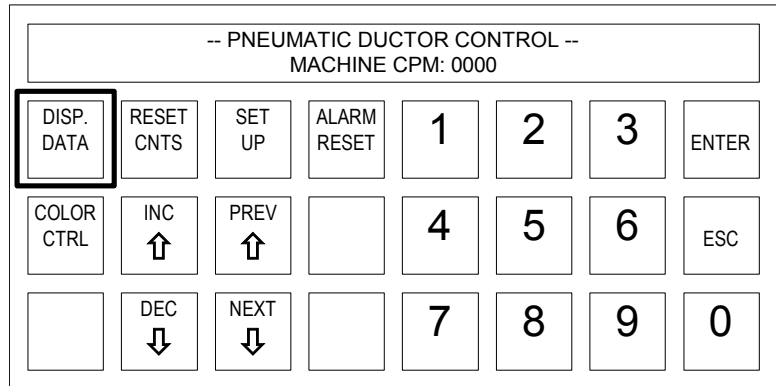 -- PNEUMATIC DUCTOR CONTROL --
MACHINE CPM: 0000
DISP.
DATA
RESET
CNTS
SET
UP
ALARM
RESET
1
2
3
ENTER
COLOR
CTRL
INC
PREV
4
5
6
ESC
DEC
NEXT
7
8
9
0